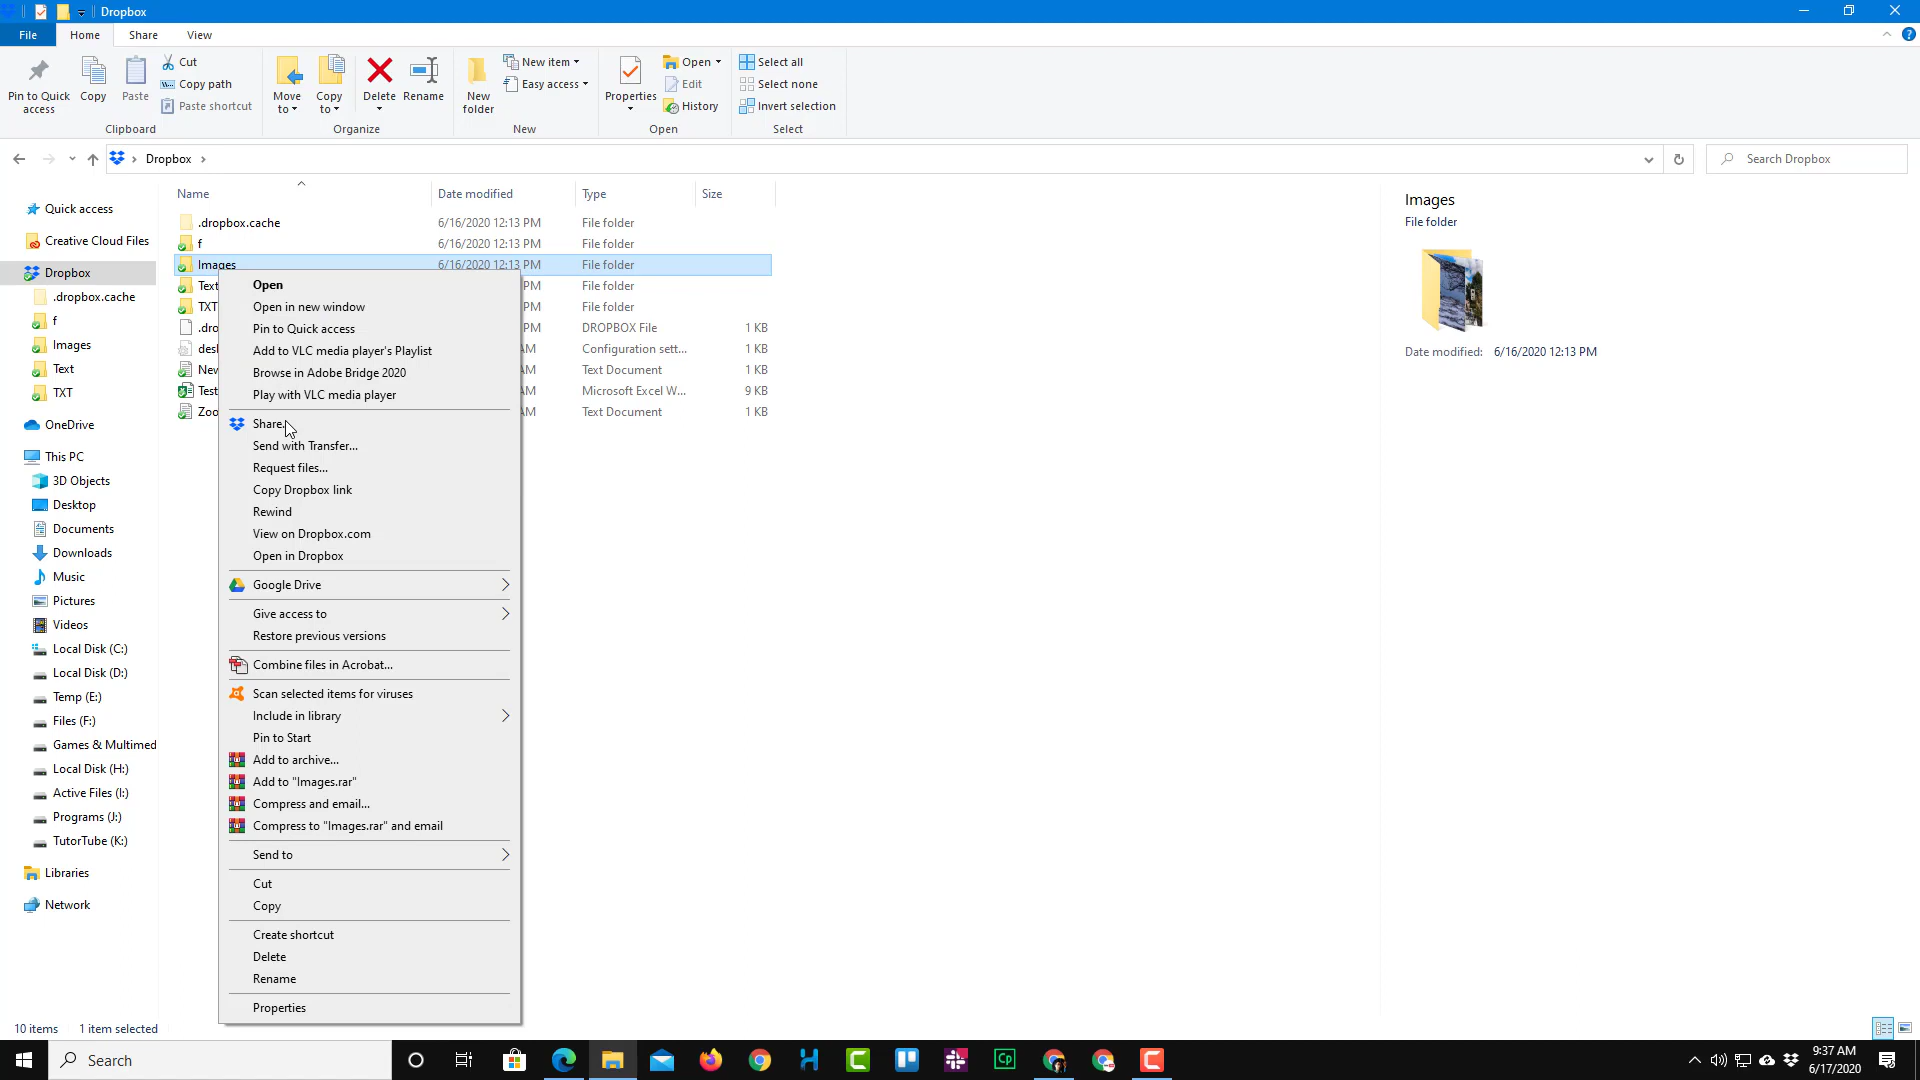 Dropbox
File
Home
Share
View
Pin to Quick access
Copy
Paste
Cut
Copy path
Paste shortcut
Clipboard
Move to
Copy to
Delete
Rename
Organize
New folder
New item
Easy access
New
Properties
Open
Edit
History
Open
Select all
Select none
Invert selection
Select
Dropbox
Search Dropbox
Quick access
Creative Cloud Files
Dropbox
.dropbox.cache
f
Images
Text
TXT
OneDrive
This PC
3D Objects
Desktop
Documents
Downloads
Music
Pictures
Videos
Local Disk (C:)
Local Disk (D:)
Temp (E:)
Files (F:)
Games & Multimed
Local Disk (H:)
Active Files (I:)
Programs (J:)
TutorTube (K:)
Libraries
Network
Name Date modified Type Size
.dropbox.cache 6/16/2020 12:13 PM File folder
f 6/16/2020 12:13 PM File folder
Images 6/16/2020 12:13 PM File folder
Text PM File folder
TXT PM File folder
.dro PM DROPBOX File 1 KB
desl AM Configuration sett... 1 KB
New AM Text Document 1 KB
Test AM Microsoft Excel W... 9 KB
Zoo AM Text Document 1 KB
Open
Open in new window
Pin to Quick access
Add to VLC media player's Playlist
Browse in Adobe Bridge 2020
Play with VLC media player
Share...
Send with Transfer...
Request files...
Copy Dropbox link
Rewind
View on Dropbox.com
Open in Dropbox
Google Drive
Give access to
Restore previous versions
Combine files in Acrobat...
Scan selected items for viruses
Include in library
Pin to Start
Add to archive...
Add to "Images.rar"
Compress and email...
Compress to "Images.rar" and email
Send to
Cut
Copy
Create shortcut
Delete
Rename
Properties
Images
File folder
Date modified: 6/16/2020 12:13 PM
10 items 1 item selected
Search
Cp
9:37 AM
6/17/2020